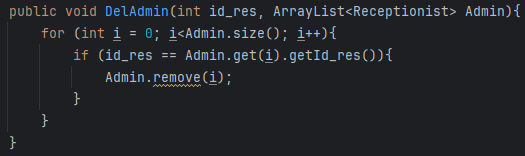 public void DelAdmin(int id_res, ArrayList<Receptionist> Admin){
    for (int i = 0; i<Admin.size(); i++){
        if (id_res == Admin.get(i).getId_res()){
            Admin.remove(i);
        }
    }
}